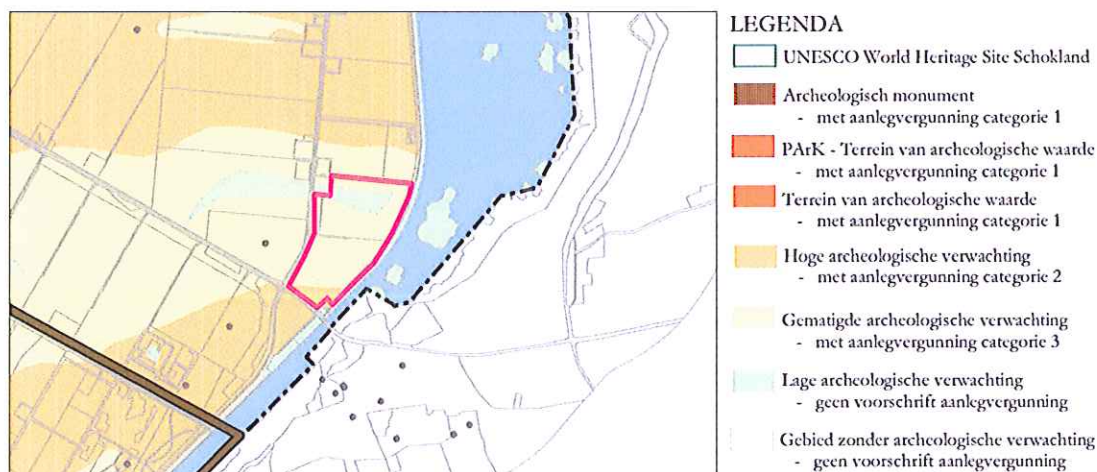 LEGENDA
UNESCO World Heritage Site Schokland
Archeologisch monument
- met aanlegvergunning categorie 1
PArK - Terrein van archeologische waarde
- met aanlegvergunning categorie 1
Terrein van archeologische waarde
- met aanlegvergunning categorie 1
Hoge archeologische verwachting
- met aanlegvergunning categorie 2
Gematigde archeologische verwachting
- met aanlegvergunning categorie 3
Lage archeologische verwachting
- geen voorschrift aanlegvergunning
Gebied zonder archeologische verwachting
- geen voorschrift aanlegvergunning